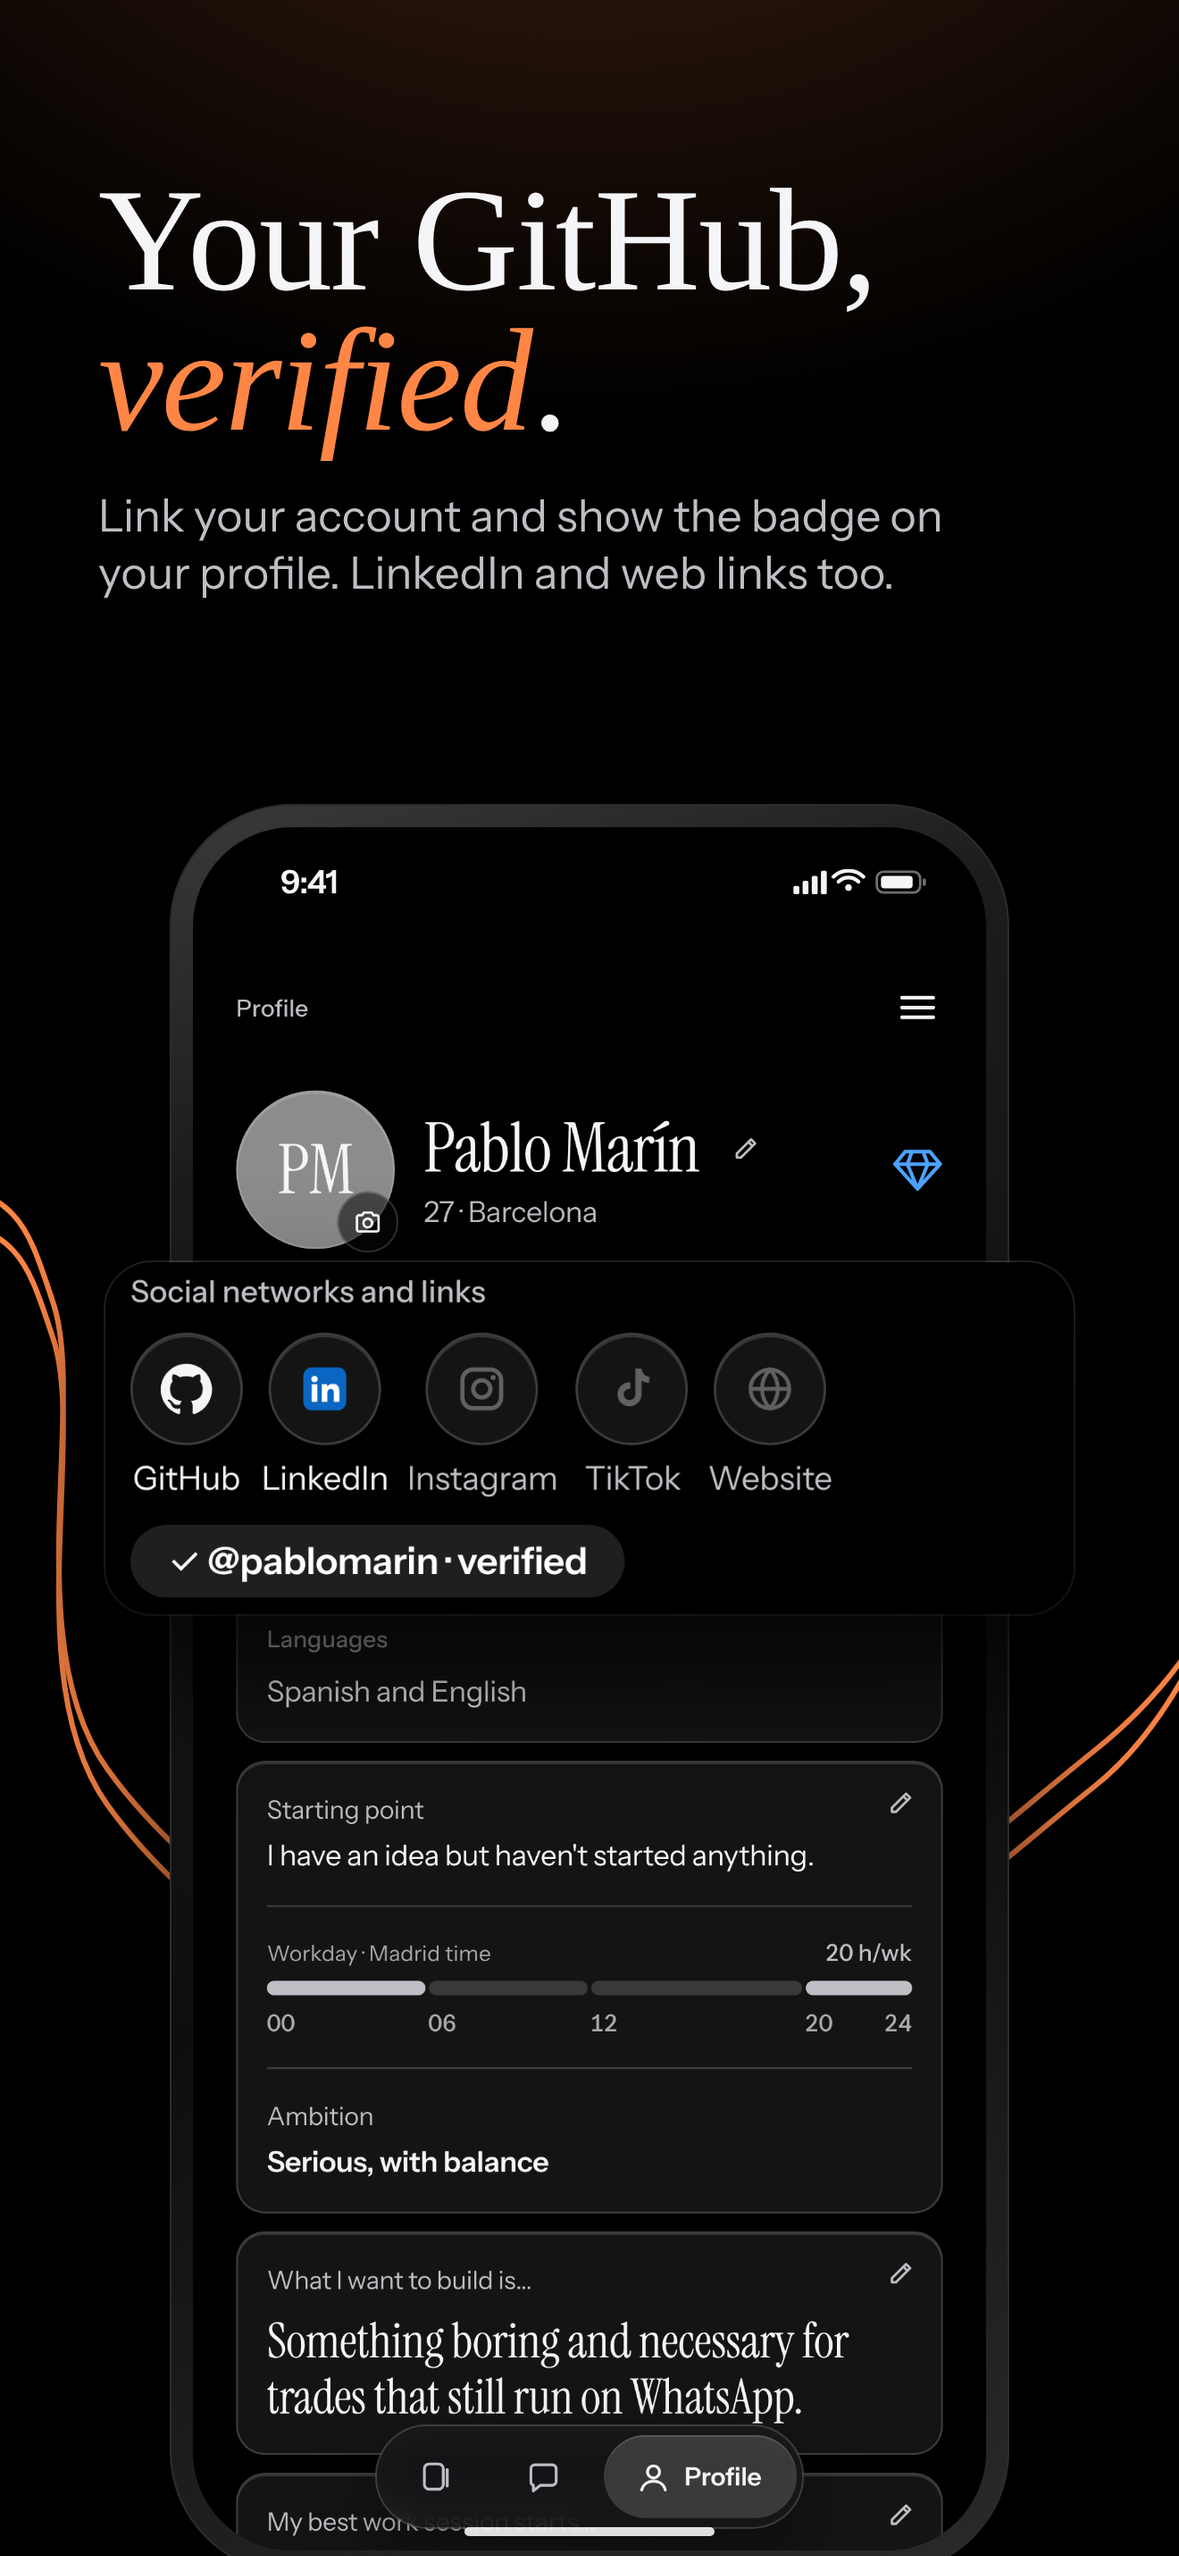 Your GitHub,
verified.
Link your account and show the badge on
your profile. LinkedIn and web links too.
9:41
Profile
PM
Pablo Marín
27 · Barcelona
Social networks and links
in
GitHub LinkedIn Instagram TikTok Website
@pablomarin · verified
Languages
Spanish and English
Starting point
I have an idea but haven't started anything.
Workday · Madrid time 20 h/wk
00 06 12 20 24
Ambition
Serious, with balance
What I want to build is...
Something boring and necessary for
trades that still run on WhatsApp.
Profile
My best work session starts...